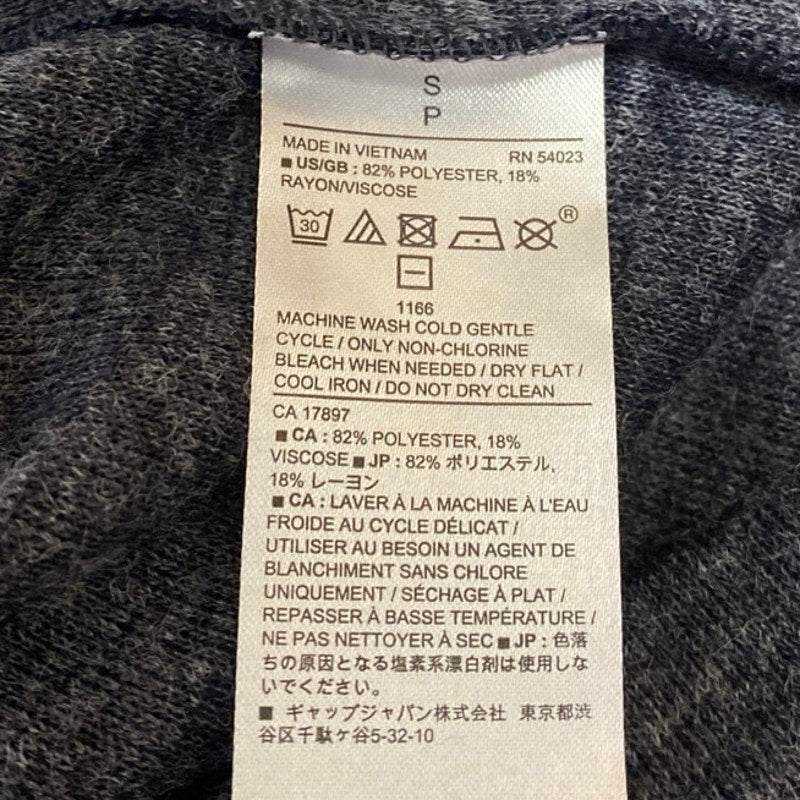 S
P
MADE IN VIETNAM RN 54023
■ US/GB : 82% POLYESTER, 18%
RAYON/VISCOSE
30
®
1166
MACHINE WASH COLD GENTLE
CYCLE / ONLY NON-CHLORINE
BLEACH WHEN NEEDED / DRY FLAT /
COOL IRON / DO NOT DRY CLEAN
CA 17897
■ CA : 82% POLYESTER, 18%
VISCOSE ■ JP : 82% ポリエステル,
18% レーヨン
■ CA : LAVER À LA MACHINE À L'EAU
FROIDE AU CYCLE DÉLICAT /
UTILISER AU BESOIN UN AGENT DE
BLANCHIMENT SANS CHLORE
UNIQUEMENT / SÉCHAGE À PLAT /
REPASSER À BASSE TEMPÉRATURE /
NE PAS NETTOYER À SEC ■ JP : 色落
ちの原因となる塩素系漂白剤は使用しな
いでください。
■ ギャップジャパン株式会社 東京都渋
谷区千駄ヶ谷5-32-10